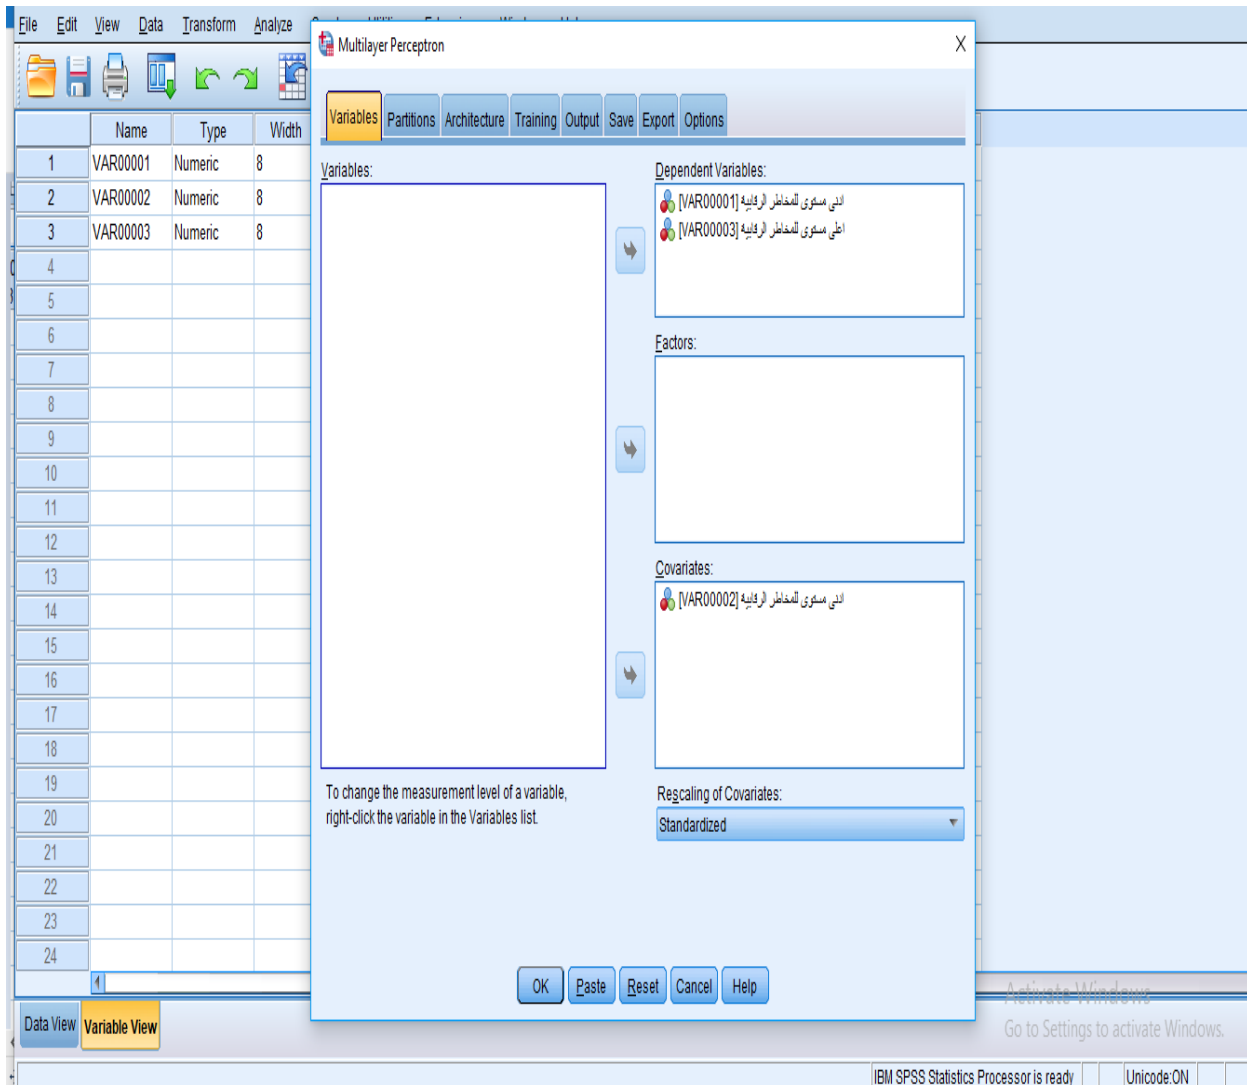 File Edit View Data Transform Analyze
Multilayer Perceptron
X
Variables Partitions Architecture Training Output Save Export Options
Name Type Width
1 VAR00001 Numeric 8
2 VAR00002 Numeric 8
3 VAR00003 Numeric 8
4
5
6
7
8
9
10
11
12
13
14
15
16
17
18
19
20
21
22
23
24
Variables:
Dependent Variables:
ادنى مستوى للمخاطر الرقابيه [VAR00001]
اعلى مستوى للمخاطر الرقابيه [VAR00003]
Factors:
Covariates:
ادنى مستوى للمخاطر الرقابيه [VAR00002]
To change the measurement level of a variable,
right-click the variable in the Variables list.
Rescaling of Covariates:
Standardized
OK Paste Reset Cancel Help
Activate Windows
Go to Settings to activate Windows.
Data View Variable View
IBM SPSS Statistics Processor is ready Unicode:ON